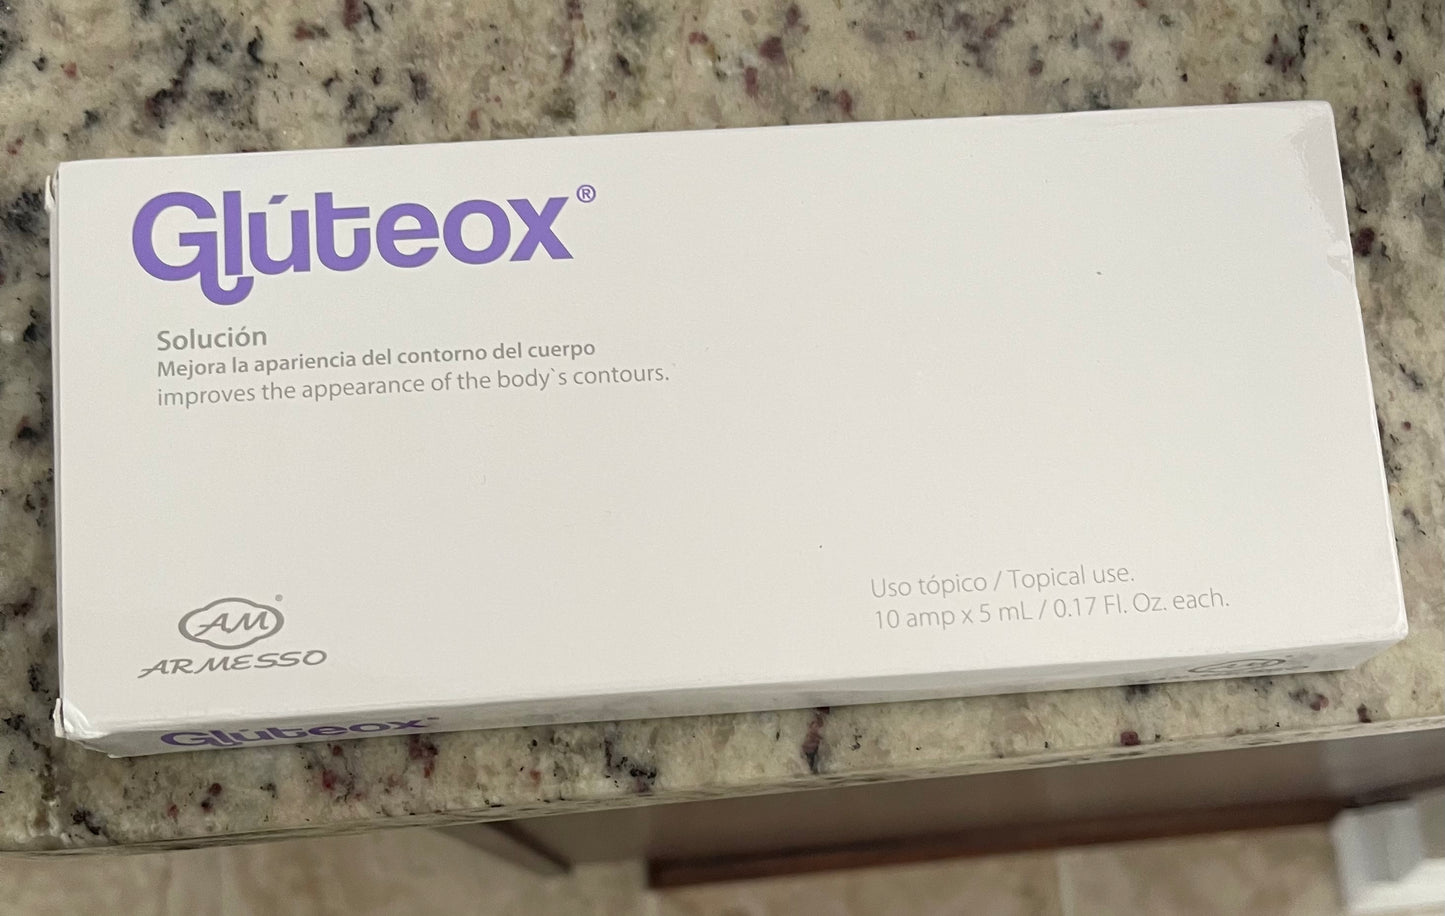 Glúteox®
Solución
Mejora la apariencia del contorno del cuerpo
improves the appearance of the body`s contours.
Uso tópico / Topical use.
10 amp x 5 mL / 0.17 Fl. Oz. each.
AM
ARMESSO
Glúteox
AM